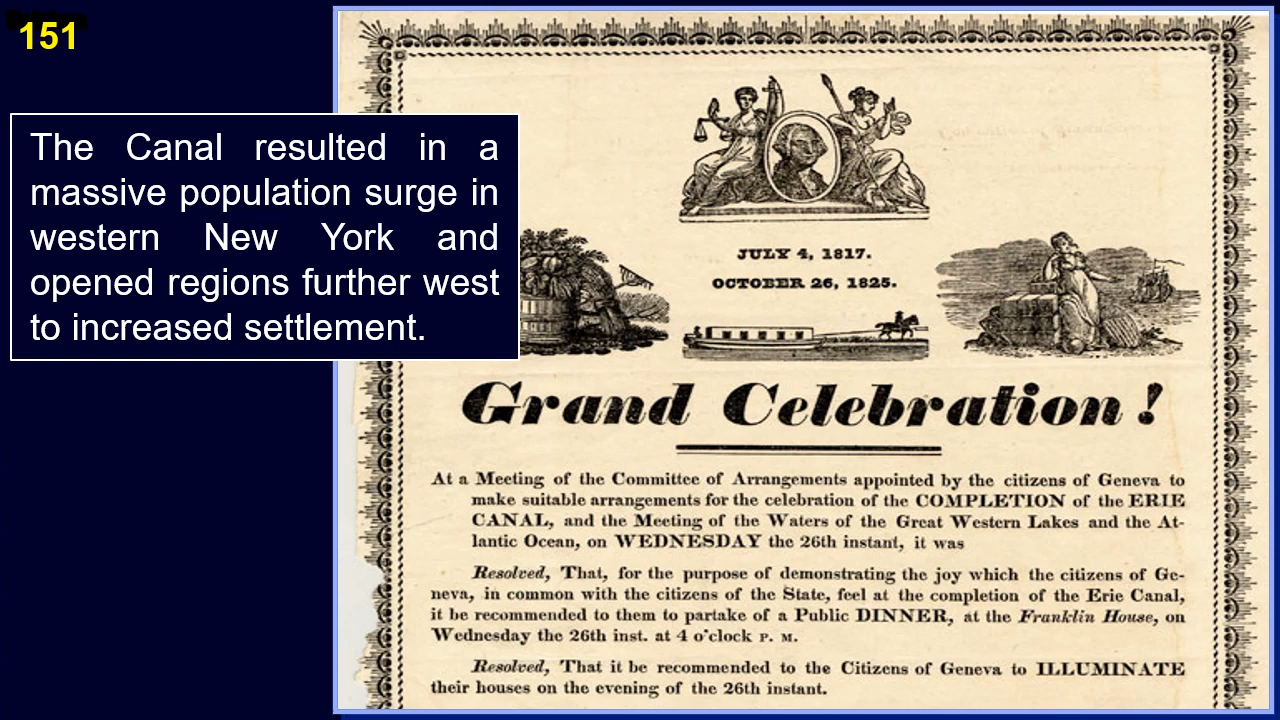 151
The Canal resulted in a
massive population surge in
western New York and
opened regions further west
to increased settlement.
JULY 4, 1817.
OCTOBER 26, 1825.
Grand Celebration!
At a Meeting of the Committee of Arrangements appointed by the citizens of Geneva to
make suitable arrangements for the celebration of the COMPLETION of the ERIE
CANAL, and the Meeting of the Waters of the Great Western Lakes and the At-
lantic Ocean, on WEDNESDAY the 26th instant, it was
Resolved, That, for the purpose of demonstrating the joy which the citizens of Ge-
neva, in common with the citizens of the State, feel at the completion of the Erie Canal,
it be recommended to them to partake of a Public DINNER, at the Franklin House, on
Wednesday the 26th inst. at 4 o'clock P. M.
Resolved, That it be recommended to the Citizens of Geneva to ILLUMINATE
their houses on the evening of the 26th instant.